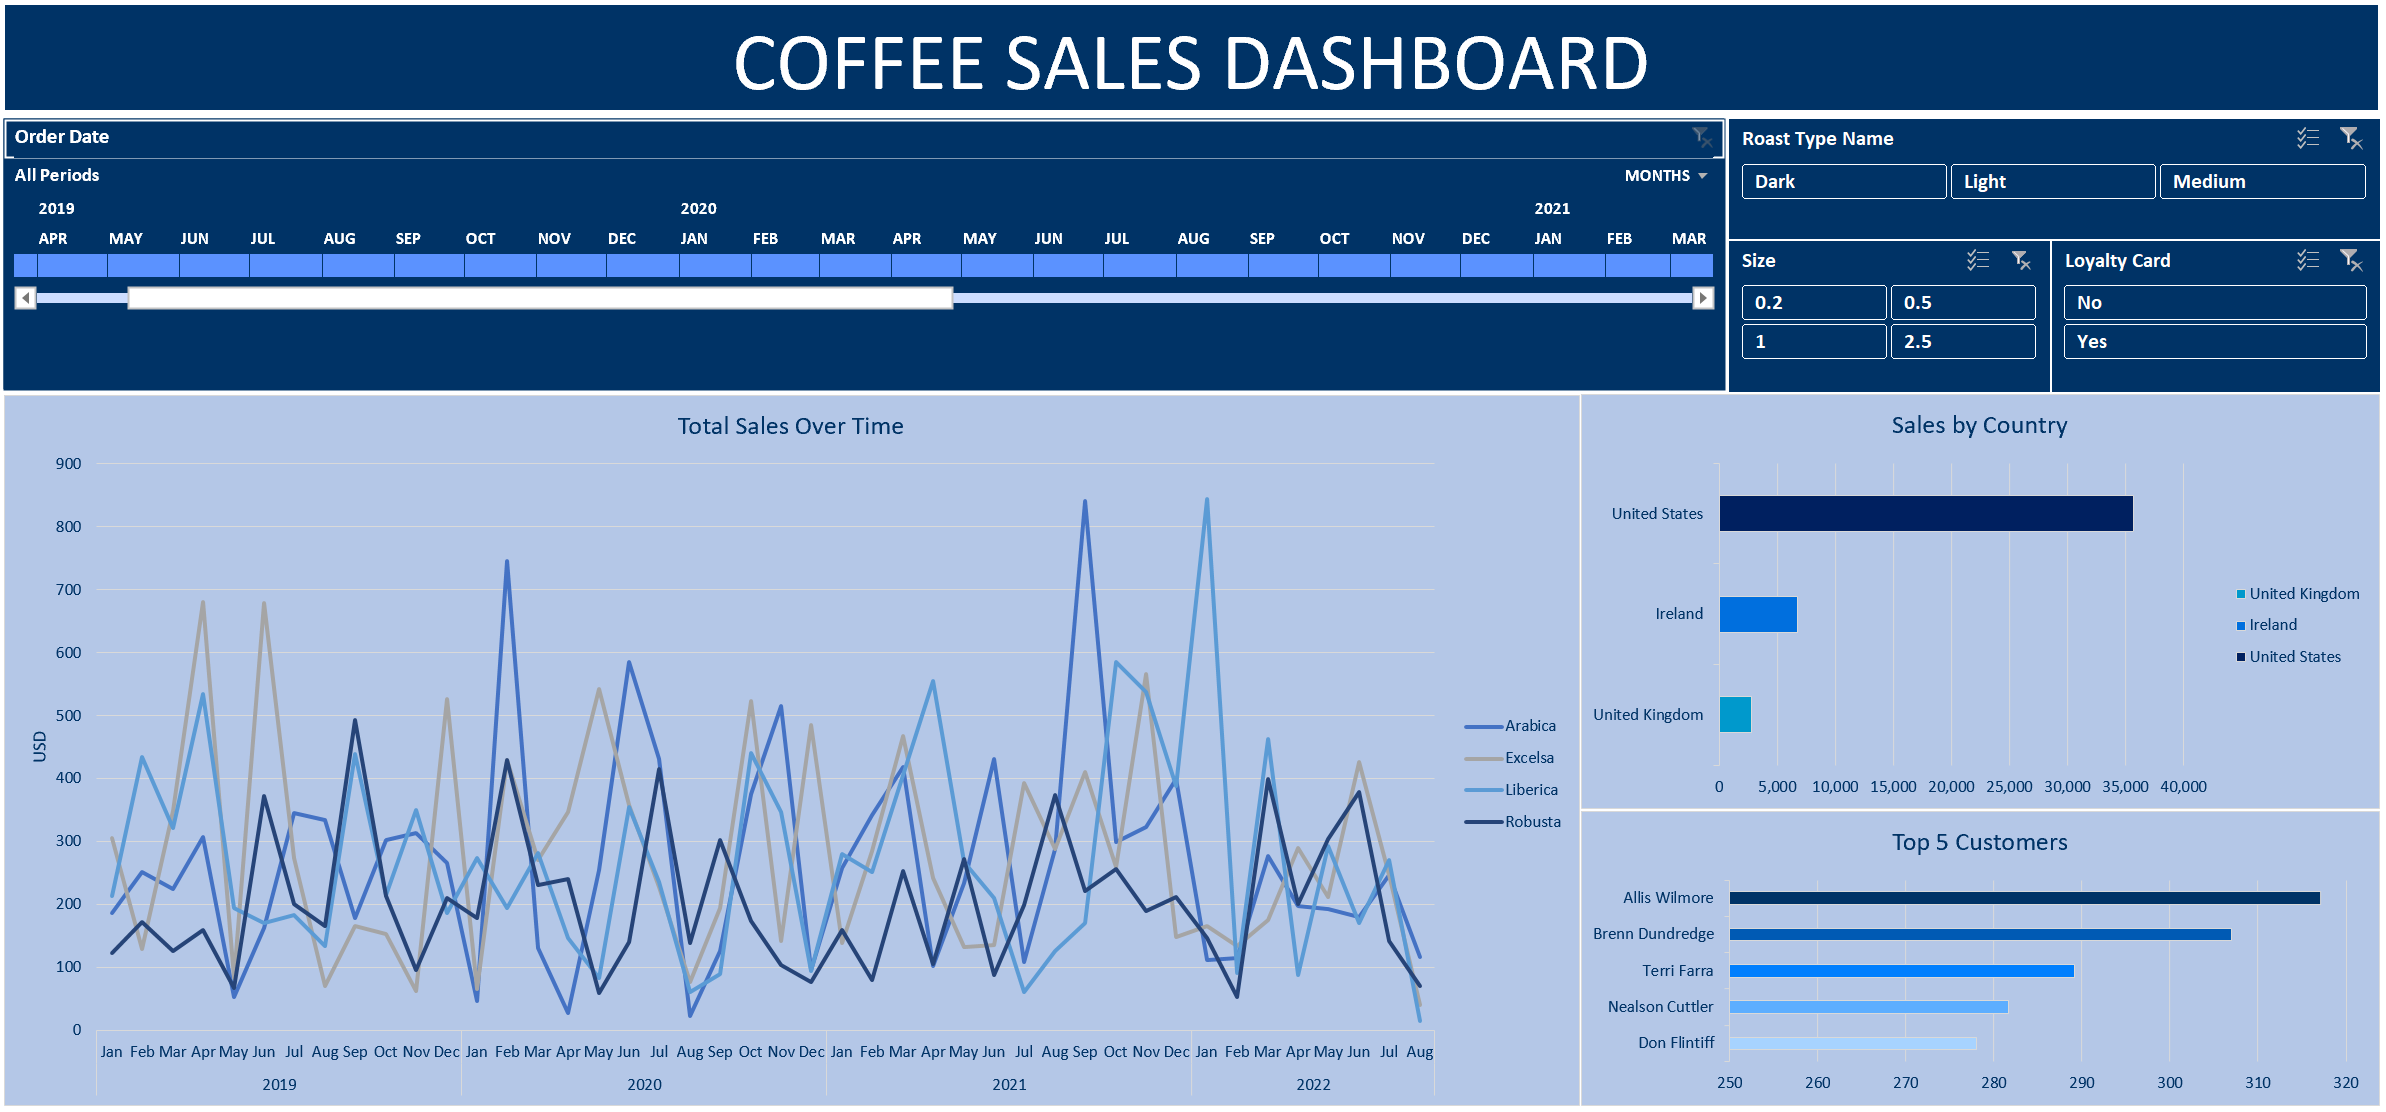 COFFEE SALES DASHBOARD
Order Date
All Periods
MONTHS
2019 2020 2021
APR MAY JUN JUL AUG SEP OCT NOV DEC JAN FEB MAR APR MAY JUN JUL AUG SEP OCT NOV DEC JAN FEB MAR
Roast Type Name
Dark Light Medium
Size
0.2 0.5
1 2.5
Loyalty Card
No
Yes
Total Sales Over Time
900
800
700
600
500
400
300
200
100
0
USD
Jan Feb Mar Apr May Jun Jul Aug Sep Oct Nov Dec Jan Feb Mar Apr May Jun Jul Aug Sep Oct Nov Dec Jan Feb Mar Apr May Jun Jul Aug Sep Oct Nov Dec Jan Feb Mar Apr May Jun Jul Aug
2019 2020 2021 2022
Arabica
Excelsa
Liberica
Robusta
Sales by Country
United States
Ireland
United Kingdom
0 5,000 10,000 15,000 20,000 25,000 30,000 35,000 40,000
United Kingdom
Ireland
United States
Top 5 Customers
Allis Wilmore
Brenn Dundredge
Terri Farra
Nealson Cuttler
Don Flintiff
250 260 270 280 290 300 310 320